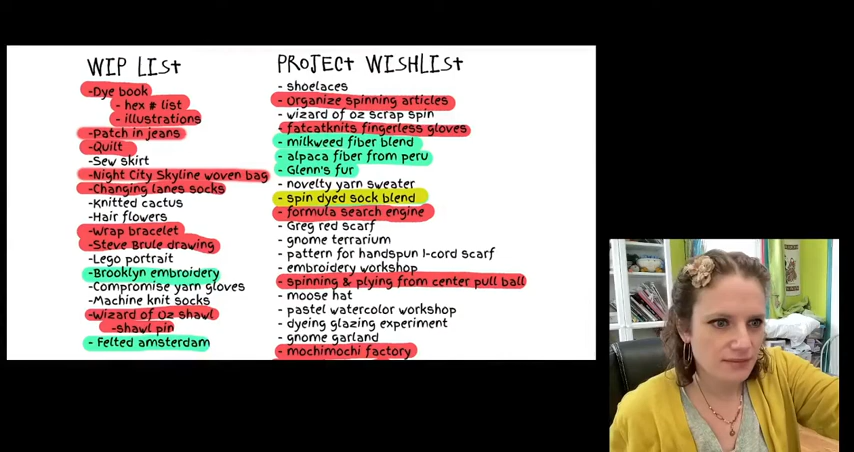 WIP LIST
-Dye book
- hex # list
- illustrations
-Patch in jeans
-Quilt
-Sew skirt
-Night City Skyline woven bag
-Changing lanes socks
-Knitted cactus
-Hair flowers
-Wrap bracelet
-Steve Brule drawing
-Lego portrait
-Brooklyn embroidery
-Compromise yarn gloves
-Machine knit socks
-Wizard of Oz shawl
-shawl pin
- Felted amsterdam
PROJECT WISHLIST
- shoelaces
- Organize spinning articles
- wizard of oz scrap spin
- fatcatknits fingerless gloves
- milkweed fiber blend
- alpaca fiber from peru
- Glenn's fur
- novelty yarn sweater
- spin dyed sock blend
- formula search engine
- Greg red scarf
- gnome terrarium
- pattern for handspun I-cord scarf
- embroidery workshop
- spinning & plying from center pull ball
- moose hat
- pastel watercolor workshop
- dyeing glazing experiment
- gnome garland
- mochimochi factory